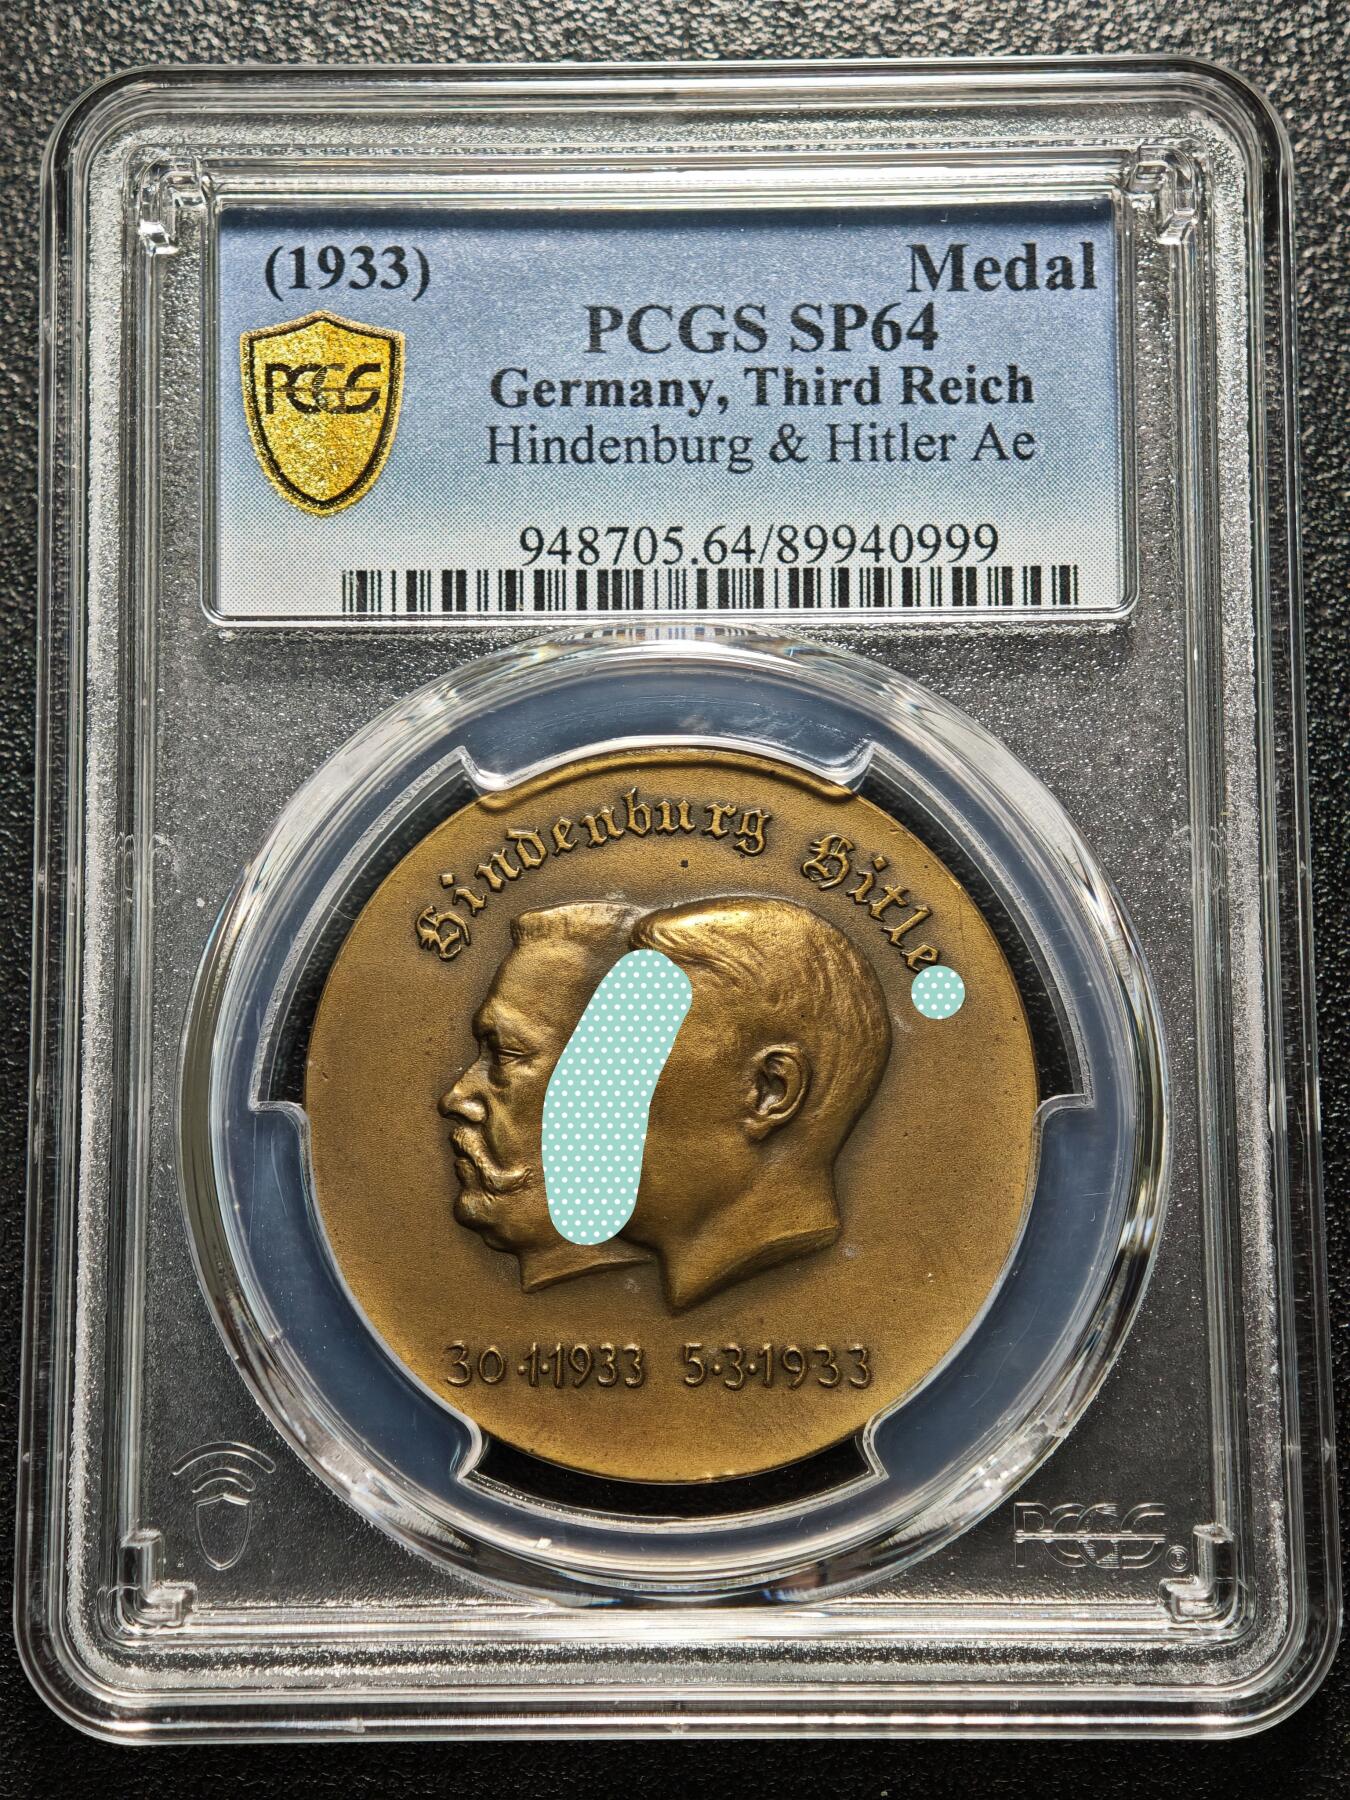 (1933) Medal
PCGS SP64
PCGS
Germany, Third Reich
Hindenburg & Hitler Ae
948705.64/89940999
Hindenburg Hitle
30·1·1933 5·3·1933
PCGS®